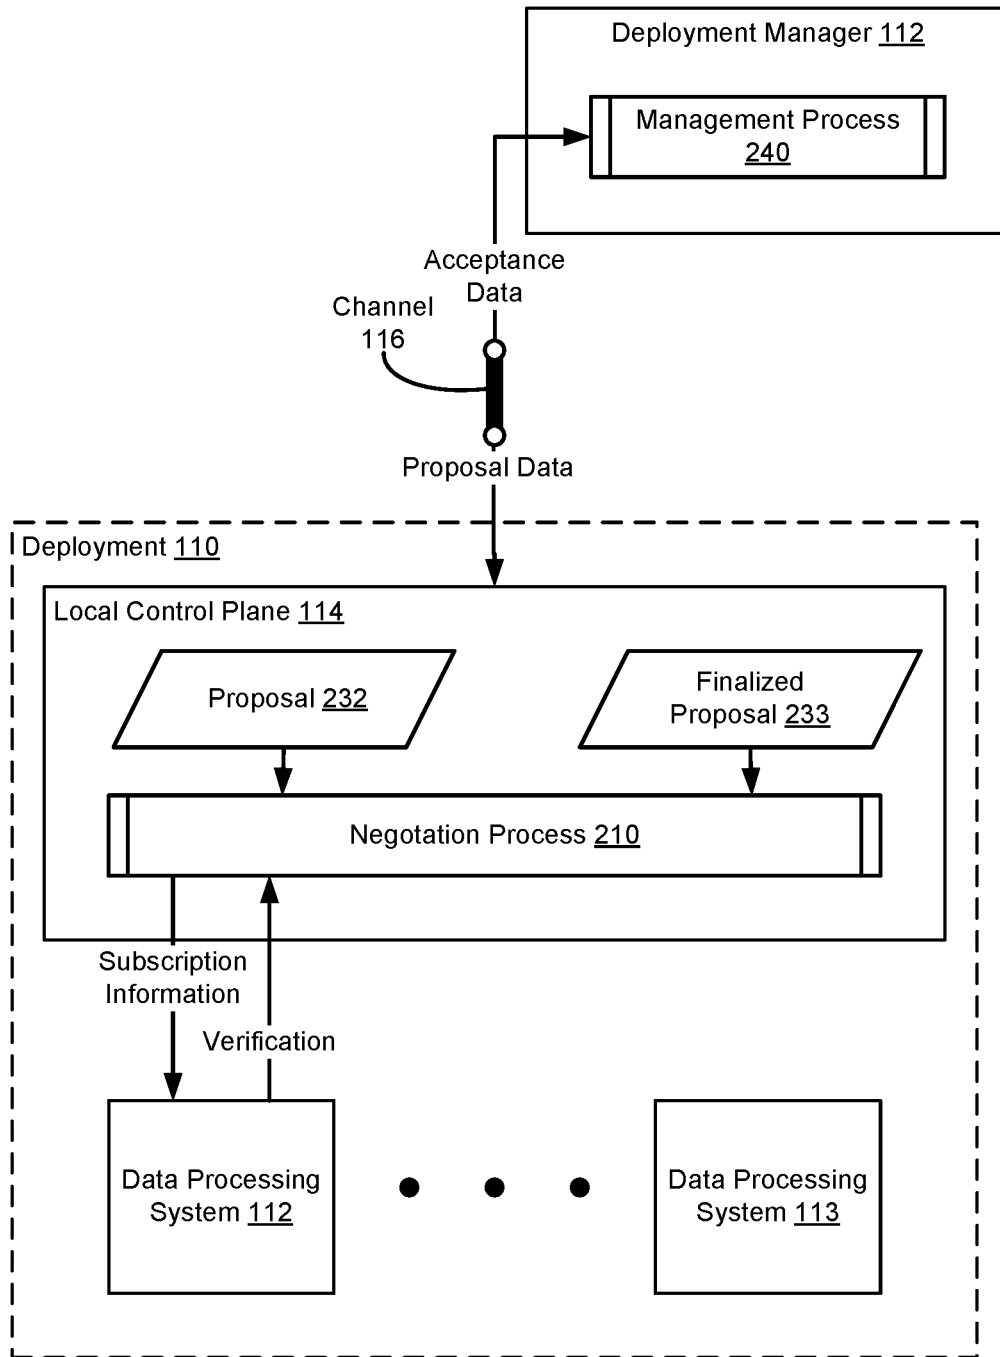 Deployment Manager 112
Management Process
240
Acceptance
Data
Channel
116
Proposal Data
Deployment 110
Local Control Plane 114
Proposal 232
Finalized
Proposal 233
Negotation Process 210
Subscription
Information
Verification
Data Processing
System 112
Data Processing
System 113